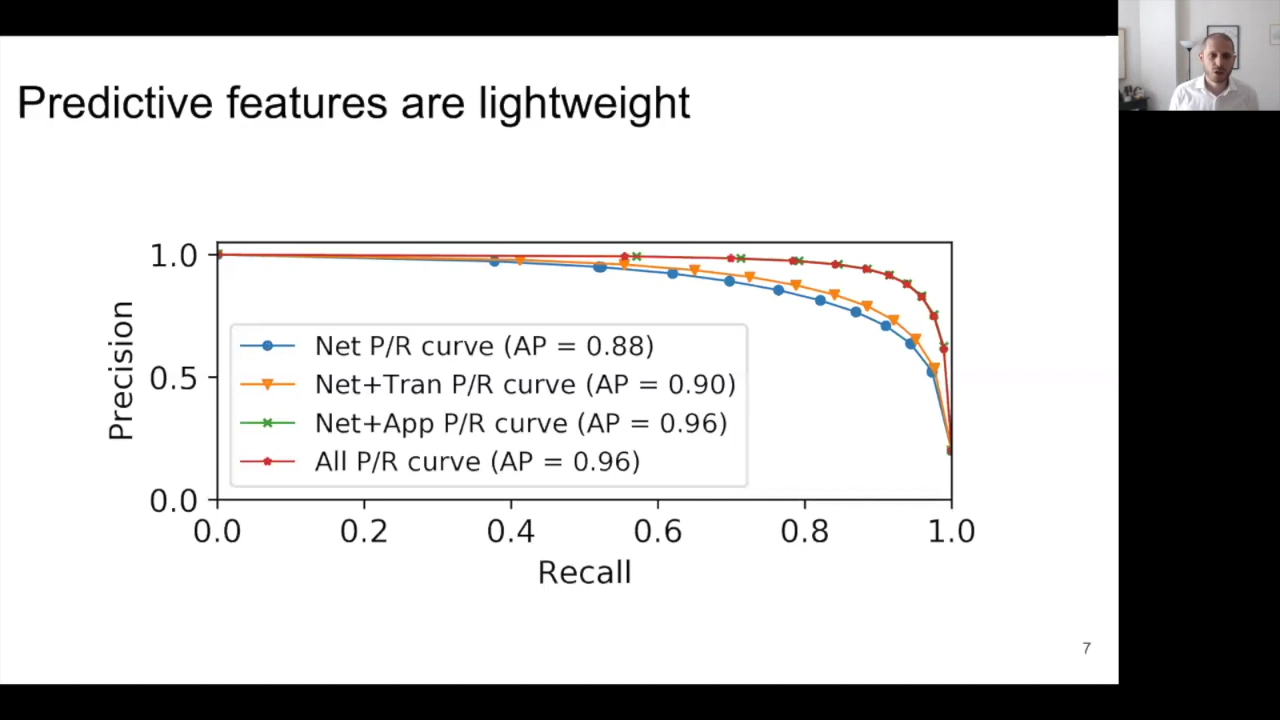 Predictive features are lightweight
1.0
0.5
0.0
Precision
Net P/R curve (AP = 0.88)
Net+Tran P/R curve (AP = 0.90)
Net+App P/R curve (AP = 0.96)
All P/R curve (AP = 0.96)
0.0 0.2 0.4 0.6 0.8 1.0
Recall
7